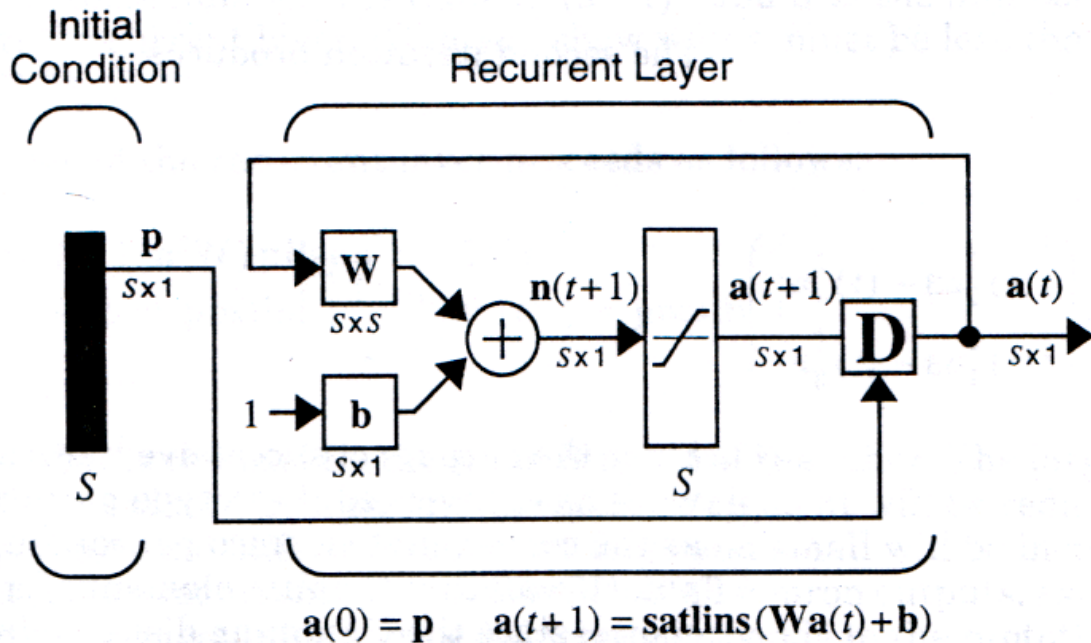 Initial
Condition
Recurrent Layer
p
S x 1
S
W
S x S
1
b
S x 1
n(t+1)
S x 1
S
a(t+1)
S x 1
D
a(t)
S x 1
a(0) = p    a(t+1) = satlins (Wa(t)+b)